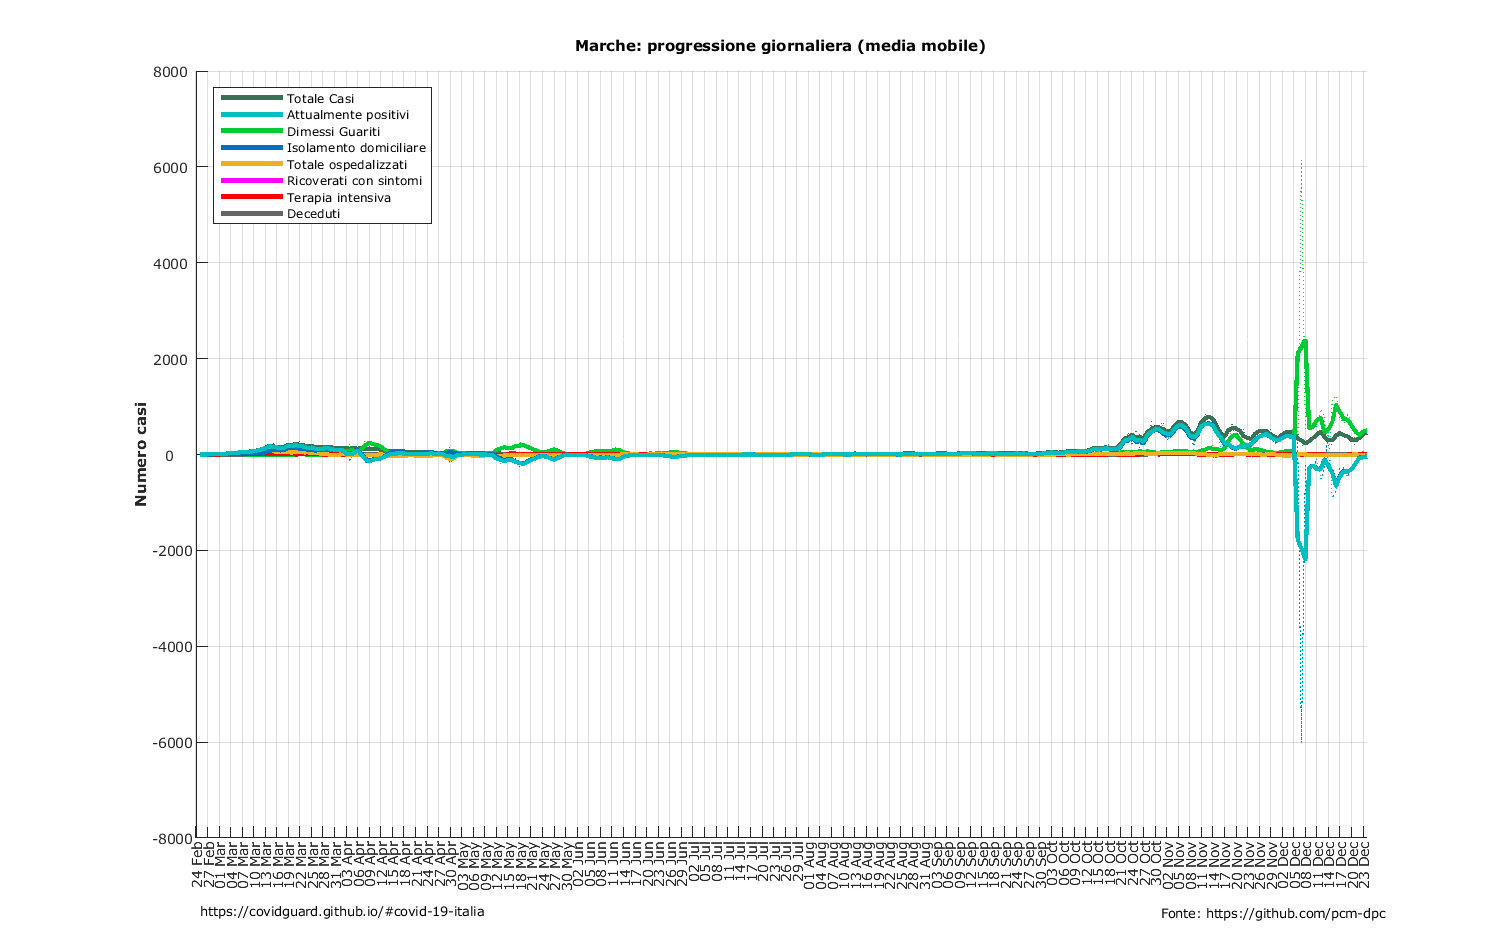 Marche: progressione giornaliera (media mobile)
8000
6000
4000
2000
0
-2000
-4000
-6000
-8000
Numero casi
Totale Casi
Attualmente positivi
Dimessi Guariti
Isolamento domiciliare
Totale ospedalizzati
Ricoverati con sintomi
Terapia intensiva
Deceduti
24 Feb
27 Feb
01 Mar
04 Mar
07 Mar
10 Mar
13 Mar
16 Mar
19 Mar
22 Mar
25 Mar
28 Mar
31 Mar
03 Apr
06 Apr
09 Apr
12 Apr
15 Apr
18 Apr
21 Apr
24 Apr
27 Apr
30 Apr
03 May
06 May
09 May
12 May
15 May
18 May
21 May
24 May
27 May
30 May
02 Jun
05 Jun
08 Jun
11 Jun
14 Jun
17 Jun
20 Jun
23 Jun
26 Jun
29 Jun
02 Jul
05 Jul
08 Jul
11 Jul
14 Jul
17 Jul
20 Jul
23 Jul
26 Jul
29 Jul
01 Aug
04 Aug
07 Aug
10 Aug
13 Aug
16 Aug
19 Aug
22 Aug
25 Aug
28 Aug
31 Aug
03 Sep
06 Sep
09 Sep
12 Sep
15 Sep
18 Sep
21 Sep
24 Sep
27 Sep
30 Sep
03 Oct
06 Oct
09 Oct
12 Oct
15 Oct
18 Oct
21 Oct
24 Oct
27 Oct
30 Oct
02 Nov
05 Nov
08 Nov
11 Nov
14 Nov
17 Nov
20 Nov
23 Nov
26 Nov
29 Nov
02 Dec
05 Dec
08 Dec
11 Dec
14 Dec
17 Dec
20 Dec
23 Dec
https://covidguard.github.io/#covid-19-italia
Fonte: https://github.com/pcm-dpc